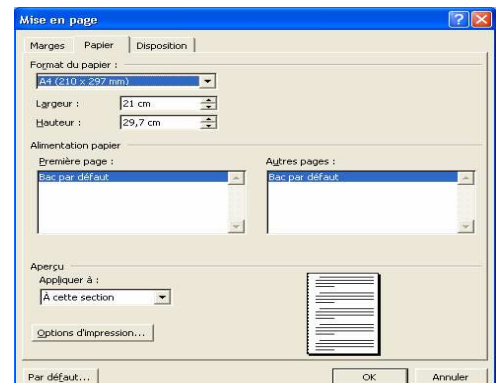 Mise en page
Marges Papier Disposition
Format du papier :
A4 (210 x 297 mm)
Largeur : 21 cm
Hauteur : 29,7 cm
Alimentation papier
Première page : Autres pages :
Bac par défaut Bac par défaut
Aperçu
Appliquer à :
À cette section
Options d'impression...
Par défaut... OK Annuler